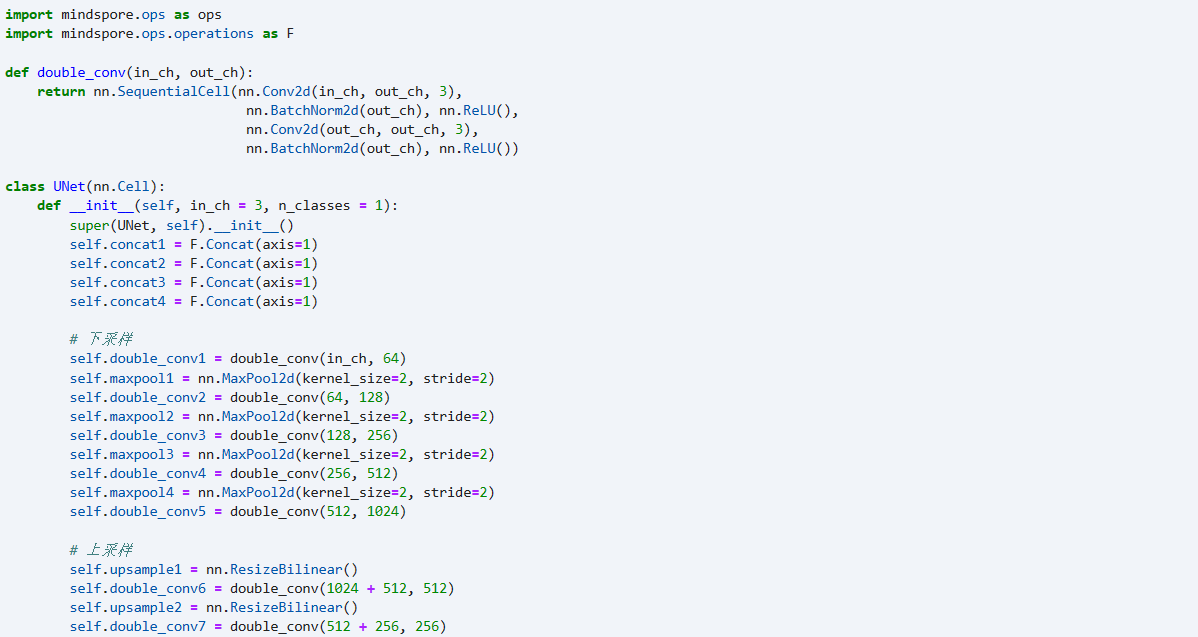 import mindspore.ops as ops
import mindspore.ops.operations as F
def double_conv(in_ch, out_ch):
    return nn.SequentialCell(nn.Conv2d(in_ch, out_ch, 3),
                              nn.BatchNorm2d(out_ch), nn.ReLU(),
                              nn.Conv2d(out_ch, out_ch, 3),
                              nn.BatchNorm2d(out_ch), nn.ReLU())
class UNet(nn.Cell):
    def __init__(self, in_ch = 3, n_classes = 1):
        super(UNet, self).__init__()
        self.concat1 = F.Concat(axis=1)
        self.concat2 = F.Concat(axis=1)
        self.concat3 = F.Concat(axis=1)
        self.concat4 = F.Concat(axis=1)
        # 下采样
        self.double_conv1 = double_conv(in_ch, 64)
        self.maxpool1 = nn.MaxPool2d(kernel_size=2, stride=2)
        self.double_conv2 = double_conv(64, 128)
        self.maxpool2 = nn.MaxPool2d(kernel_size=2, stride=2)
        self.double_conv3 = double_conv(128, 256)
        self.maxpool3 = nn.MaxPool2d(kernel_size=2, stride=2)
        self.double_conv4 = double_conv(256, 512)
        self.maxpool4 = nn.MaxPool2d(kernel_size=2, stride=2)
        self.double_conv5 = double_conv(512, 1024)
        # 上采样
        self.upsample1 = nn.ResizeBilinear()
        self.double_conv6 = double_conv(1024 + 512, 512)
        self.upsample2 = nn.ResizeBilinear()
        self.double_conv7 = double_conv(512 + 256, 256)